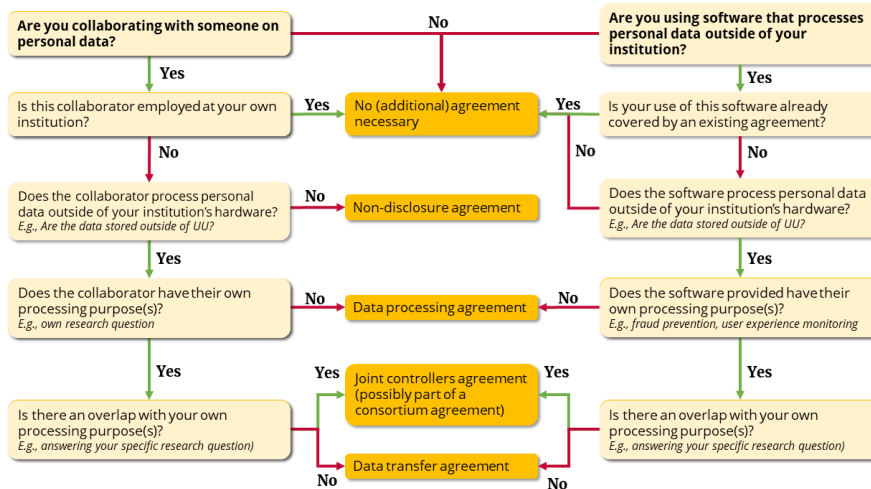 Are you collaborating with someone on
personal data?
No
Are you using software that processes
personal data outside of your
institution?
Yes
Yes
Is this collaborator employed at your own
institution?
Yes
No (additional) agreement
necessary
Yes
Is your use of this software already
covered by an existing agreement?
No
No
No
Does the collaborator process personal
data outside of your institution's hardware?
E.g., Are the data stored outside of UU?
No
Non-disclosure agreement
Does the software process personal data
outside of your institution's hardware?
E.g., Are the data stored outside of UU?
Yes
Yes
Does the collaborator have their own
processing purpose(s)?
E.g., own research question
No
Data processing agreement
No
Does the software provided have their
own processing purpose(s)?
E.g., fraud prevention, user experience monitoring
Yes
Yes
Yes
Joint controllers agreement
(possibly part of a
consortium agreement)
Yes
Is there an overlap with your own
processing purpose(s)?
E.g., answering your specific research question)
Is there an overlap with your own
processing purpose(s)?
E.g., answering your specific research question)
No
Data transfer agreement
No